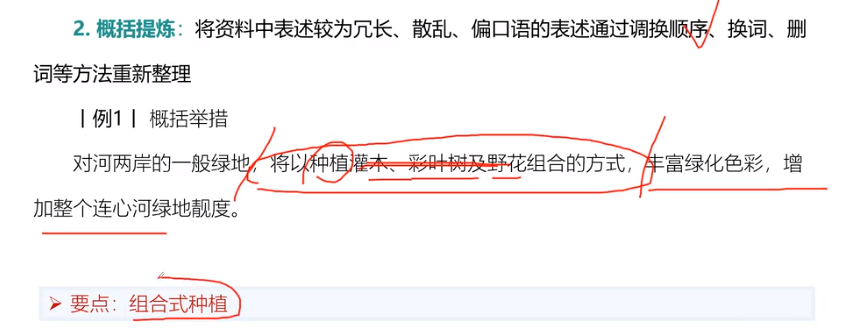 2. 概括提炼：将资料中表述较为冗长、散乱、偏口语的表述通过调换顺序、换词、删
词等方法重新整理
丨例1丨 概括举措
对河两岸的一般绿地，将以种植灌木、彩叶树及野花组合的方式，丰富绿化色彩，增
加整个连心河绿地靓度。
➢ 要点：组合式种植